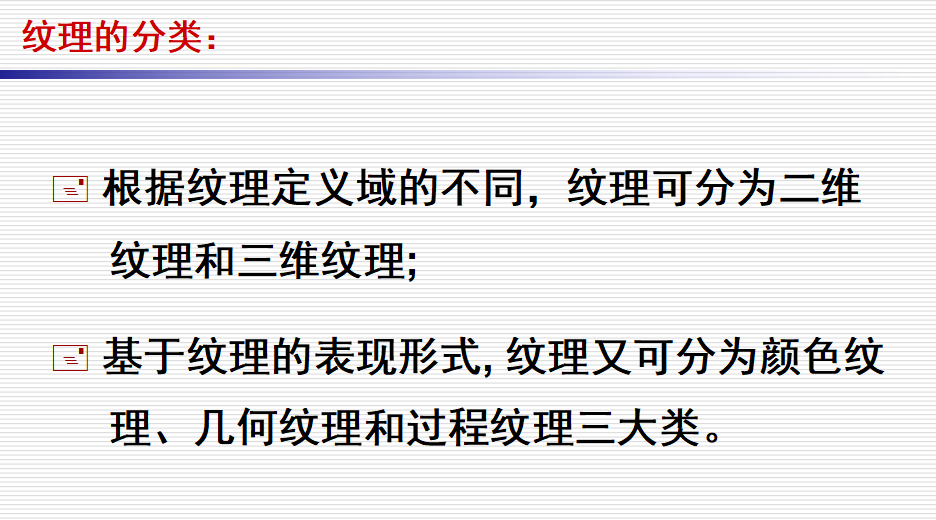 纹理的分类：
根据纹理定义域的不同，纹理可分为二维
纹理和三维纹理;
基于纹理的表现形式, 纹理又可分为颜色纹
理、几何纹理和过程纹理三大类。